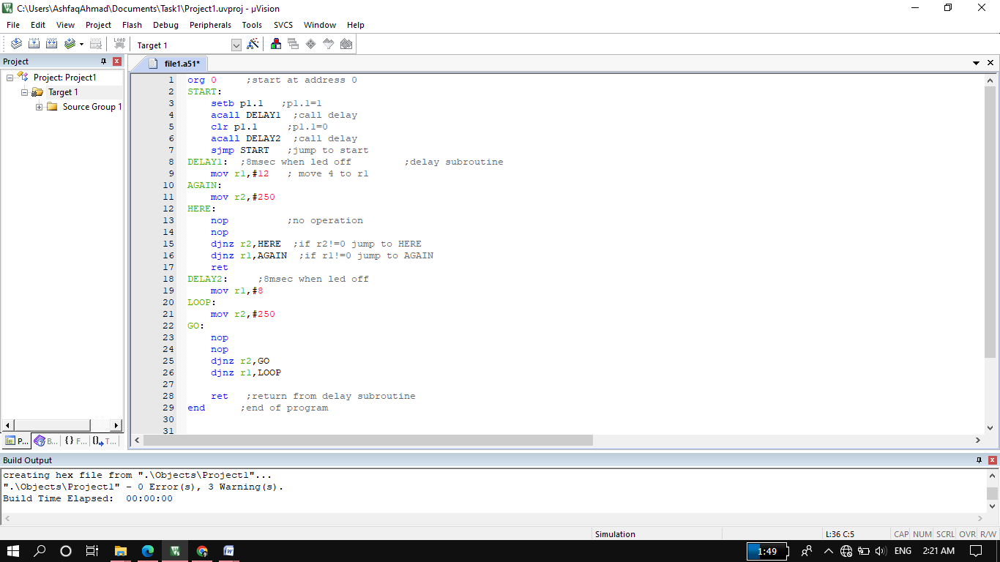 C:\Users\AshfaqAhmad\Documents\Task1\Project1.uvproj - µVision
File Edit View Project Flash Debug Peripherals Tools SVCS Window Help
LOAD Target 1
Project
file1.a51*
Project: Project1
Target 1
Source Group 1
1 org 0 ;start at address 0
2 START:
3 setb p1.1 ;p1.1=1
4 acall DELAY1 ;call delay
5 clr p1.1 ;p1.1=0
6 acall DELAY2 ;call delay
7 sjmp START ;jump to start
8 DELAY1: ;8msec when led off ;delay subroutine
9 mov r1,#12 ; move 4 to r1
10 AGAIN:
11 mov r2,#250
12 HERE:
13 nop ;no operation
14 nop
15 djnz r2,HERE ;if r2!=0 jump to HERE
16 djnz r1,AGAIN ;if r1!=0 jump to AGAIN
17 ret
18 DELAY2: ;8msec when led off
19 mov r1,#8
20 LOOP:
21 mov r2,#250
22 GO:
23 nop
24 nop
25 djnz r2,GO
26 djnz r1,LOOP
27
28 ret ;return from delay subroutine
29 end ;end of program
30
31
P... B... {} F... 0 T...
Build Output
creating hex file from ".\Objects\Project1"...
".\Objects\Project1" - 0 Error(s), 3 Warning(s).
Build Time Elapsed: 00:00:00
Simulation L:36 C:5 CAP NUM SCRL OVR R/W
1:49 ENG 2:21 AM